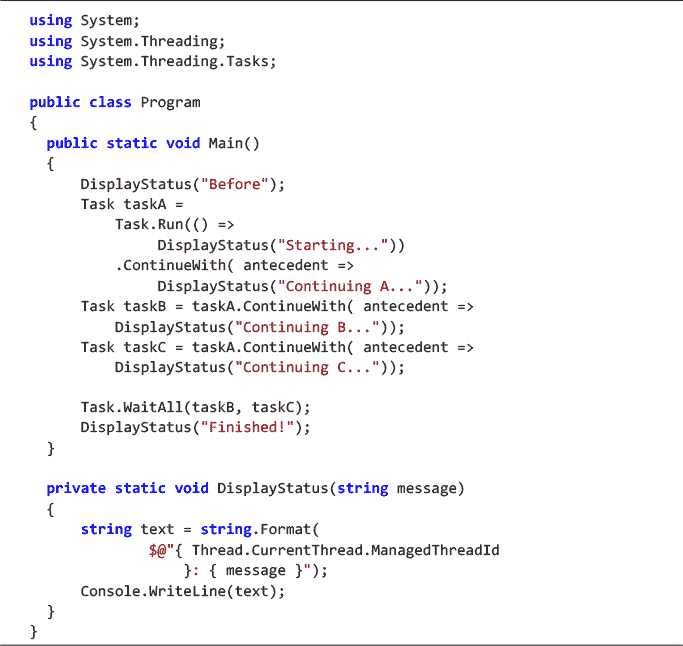 using System;
using System.Threading;
using System.Threading.Tasks;

public class Program
{
  public static void Main()
  {
      DisplayStatus("Before");
      Task taskA =
          Task.Run(() =>
               DisplayStatus("Starting..."))
          .ContinueWith( antecedent =>
               DisplayStatus("Continuing A..."));
      Task taskB = taskA.ContinueWith( antecedent =>
          DisplayStatus("Continuing B..."));
      Task taskC = taskA.ContinueWith( antecedent =>
          DisplayStatus("Continuing C..."));

      Task.WaitAll(taskB, taskC);
      DisplayStatus("Finished!");
  }

  private static void DisplayStatus(string message)
  {
      string text = string.Format(
              $@"{ Thread.CurrentThread.ManagedThreadId
                  }: { message }");
      Console.WriteLine(text);
  }
}